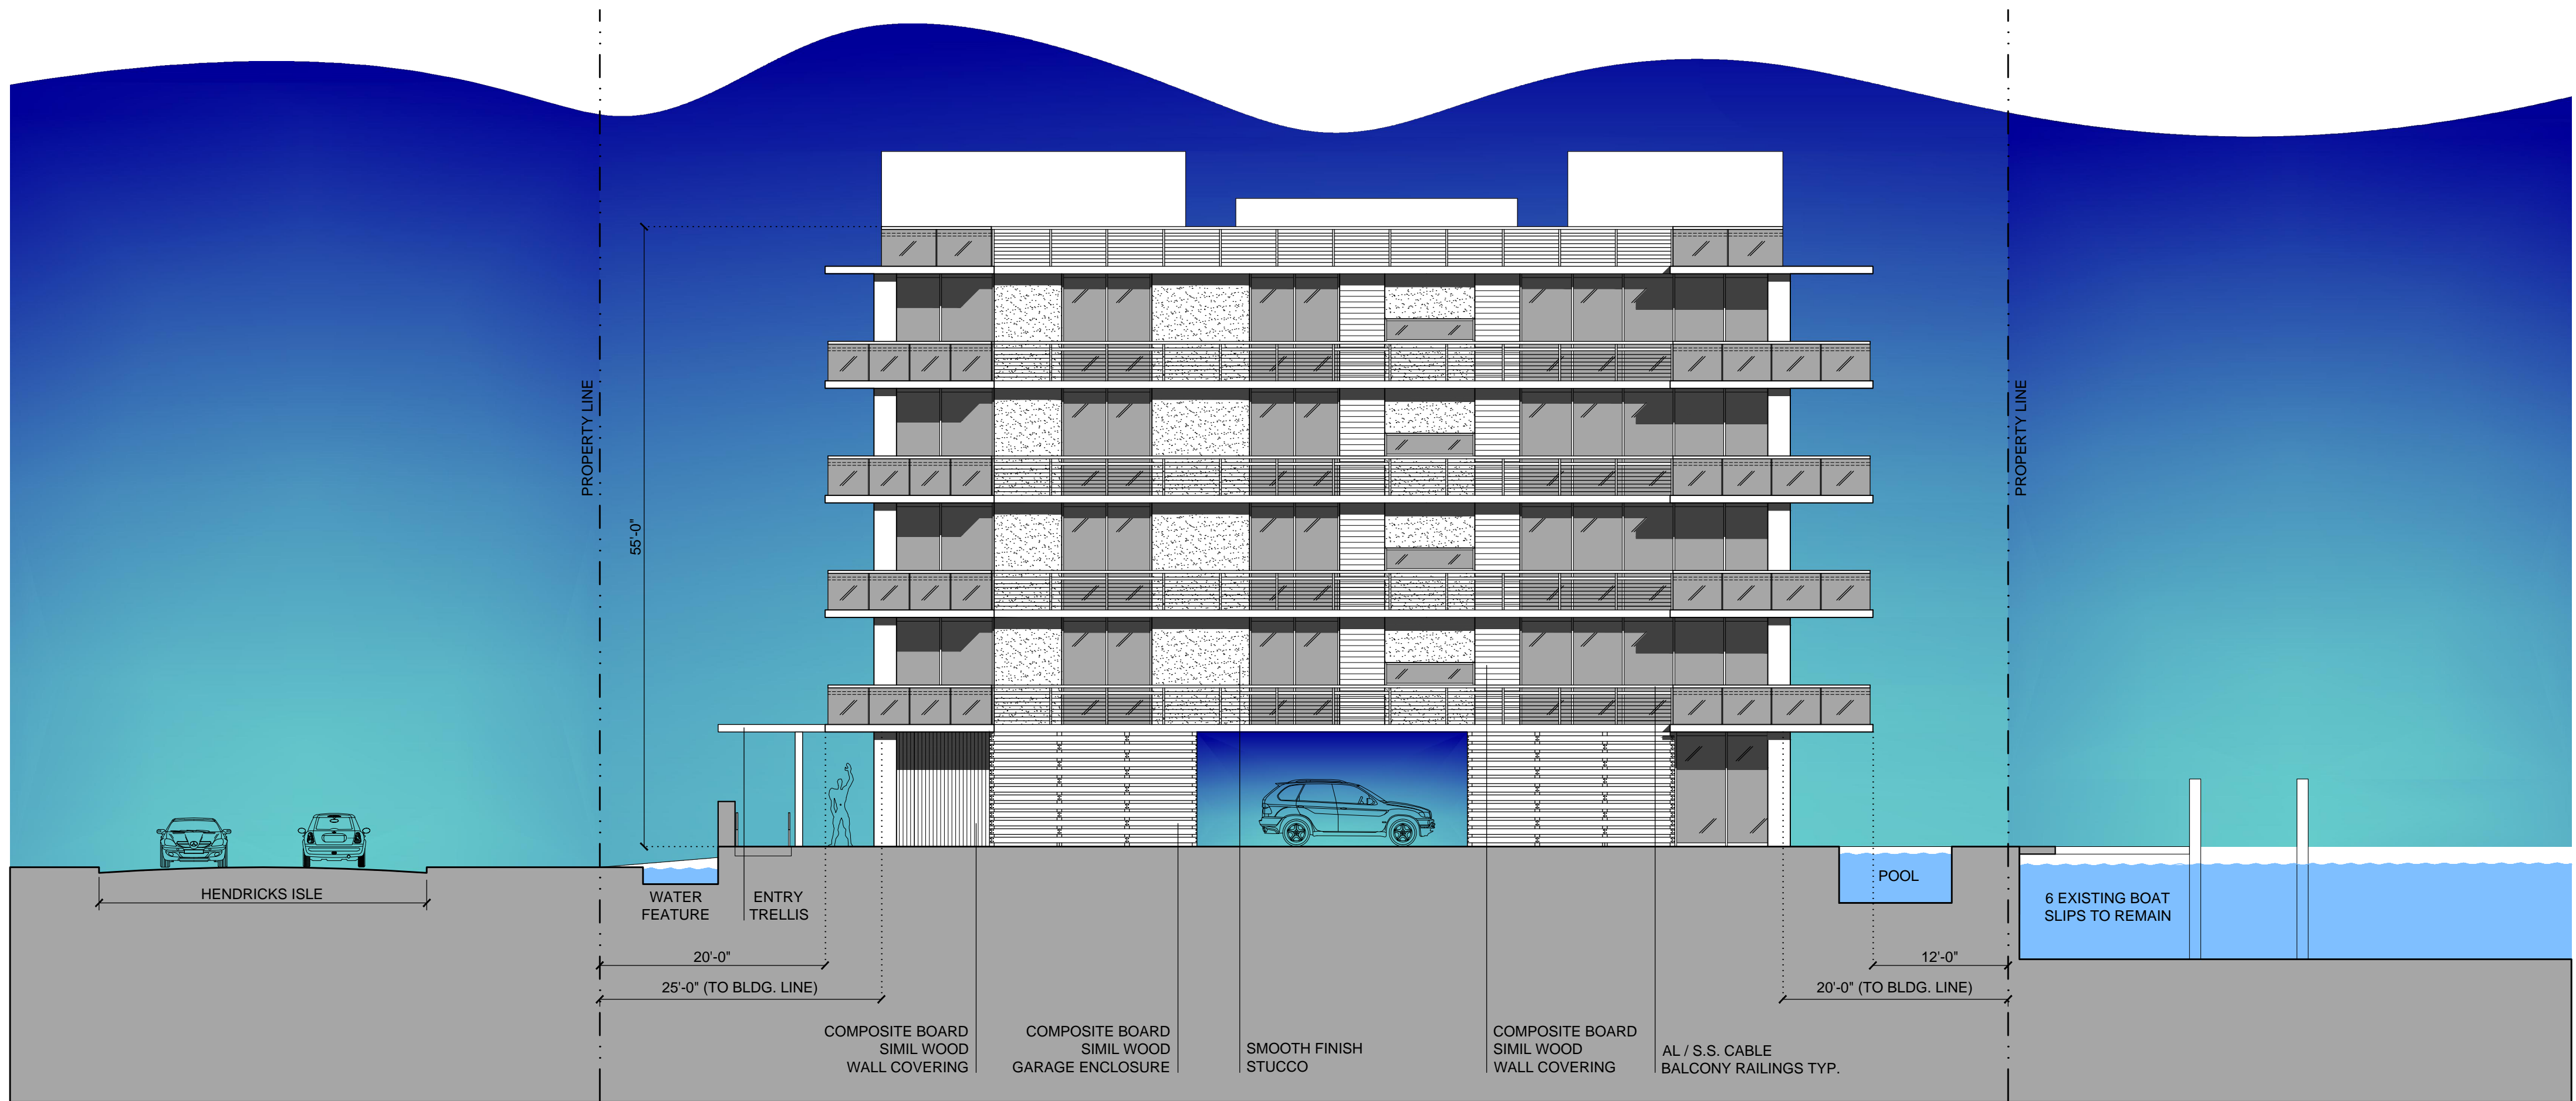 PROPERTY LINE
PROPERTY LINE
55'-0"
HENDRICKS ISLE
WATER
FEATURE
ENTRY
TRELLIS
POOL
6 EXISTING BOAT
SLIPS TO REMAIN
20'-0"
12'-0"
25'-0" (TO BLDG. LINE)
20'-0" (TO BLDG. LINE)
COMPOSITE BOARD
SIMIL WOOD
WALL COVERING
COMPOSITE BOARD
SIMIL WOOD
GARAGE ENCLOSURE
SMOOTH FINISH
STUCCO
COMPOSITE BOARD
SIMIL WOOD
WALL COVERING
AL / S.S. CABLE
BALCONY RAILINGS TYP.